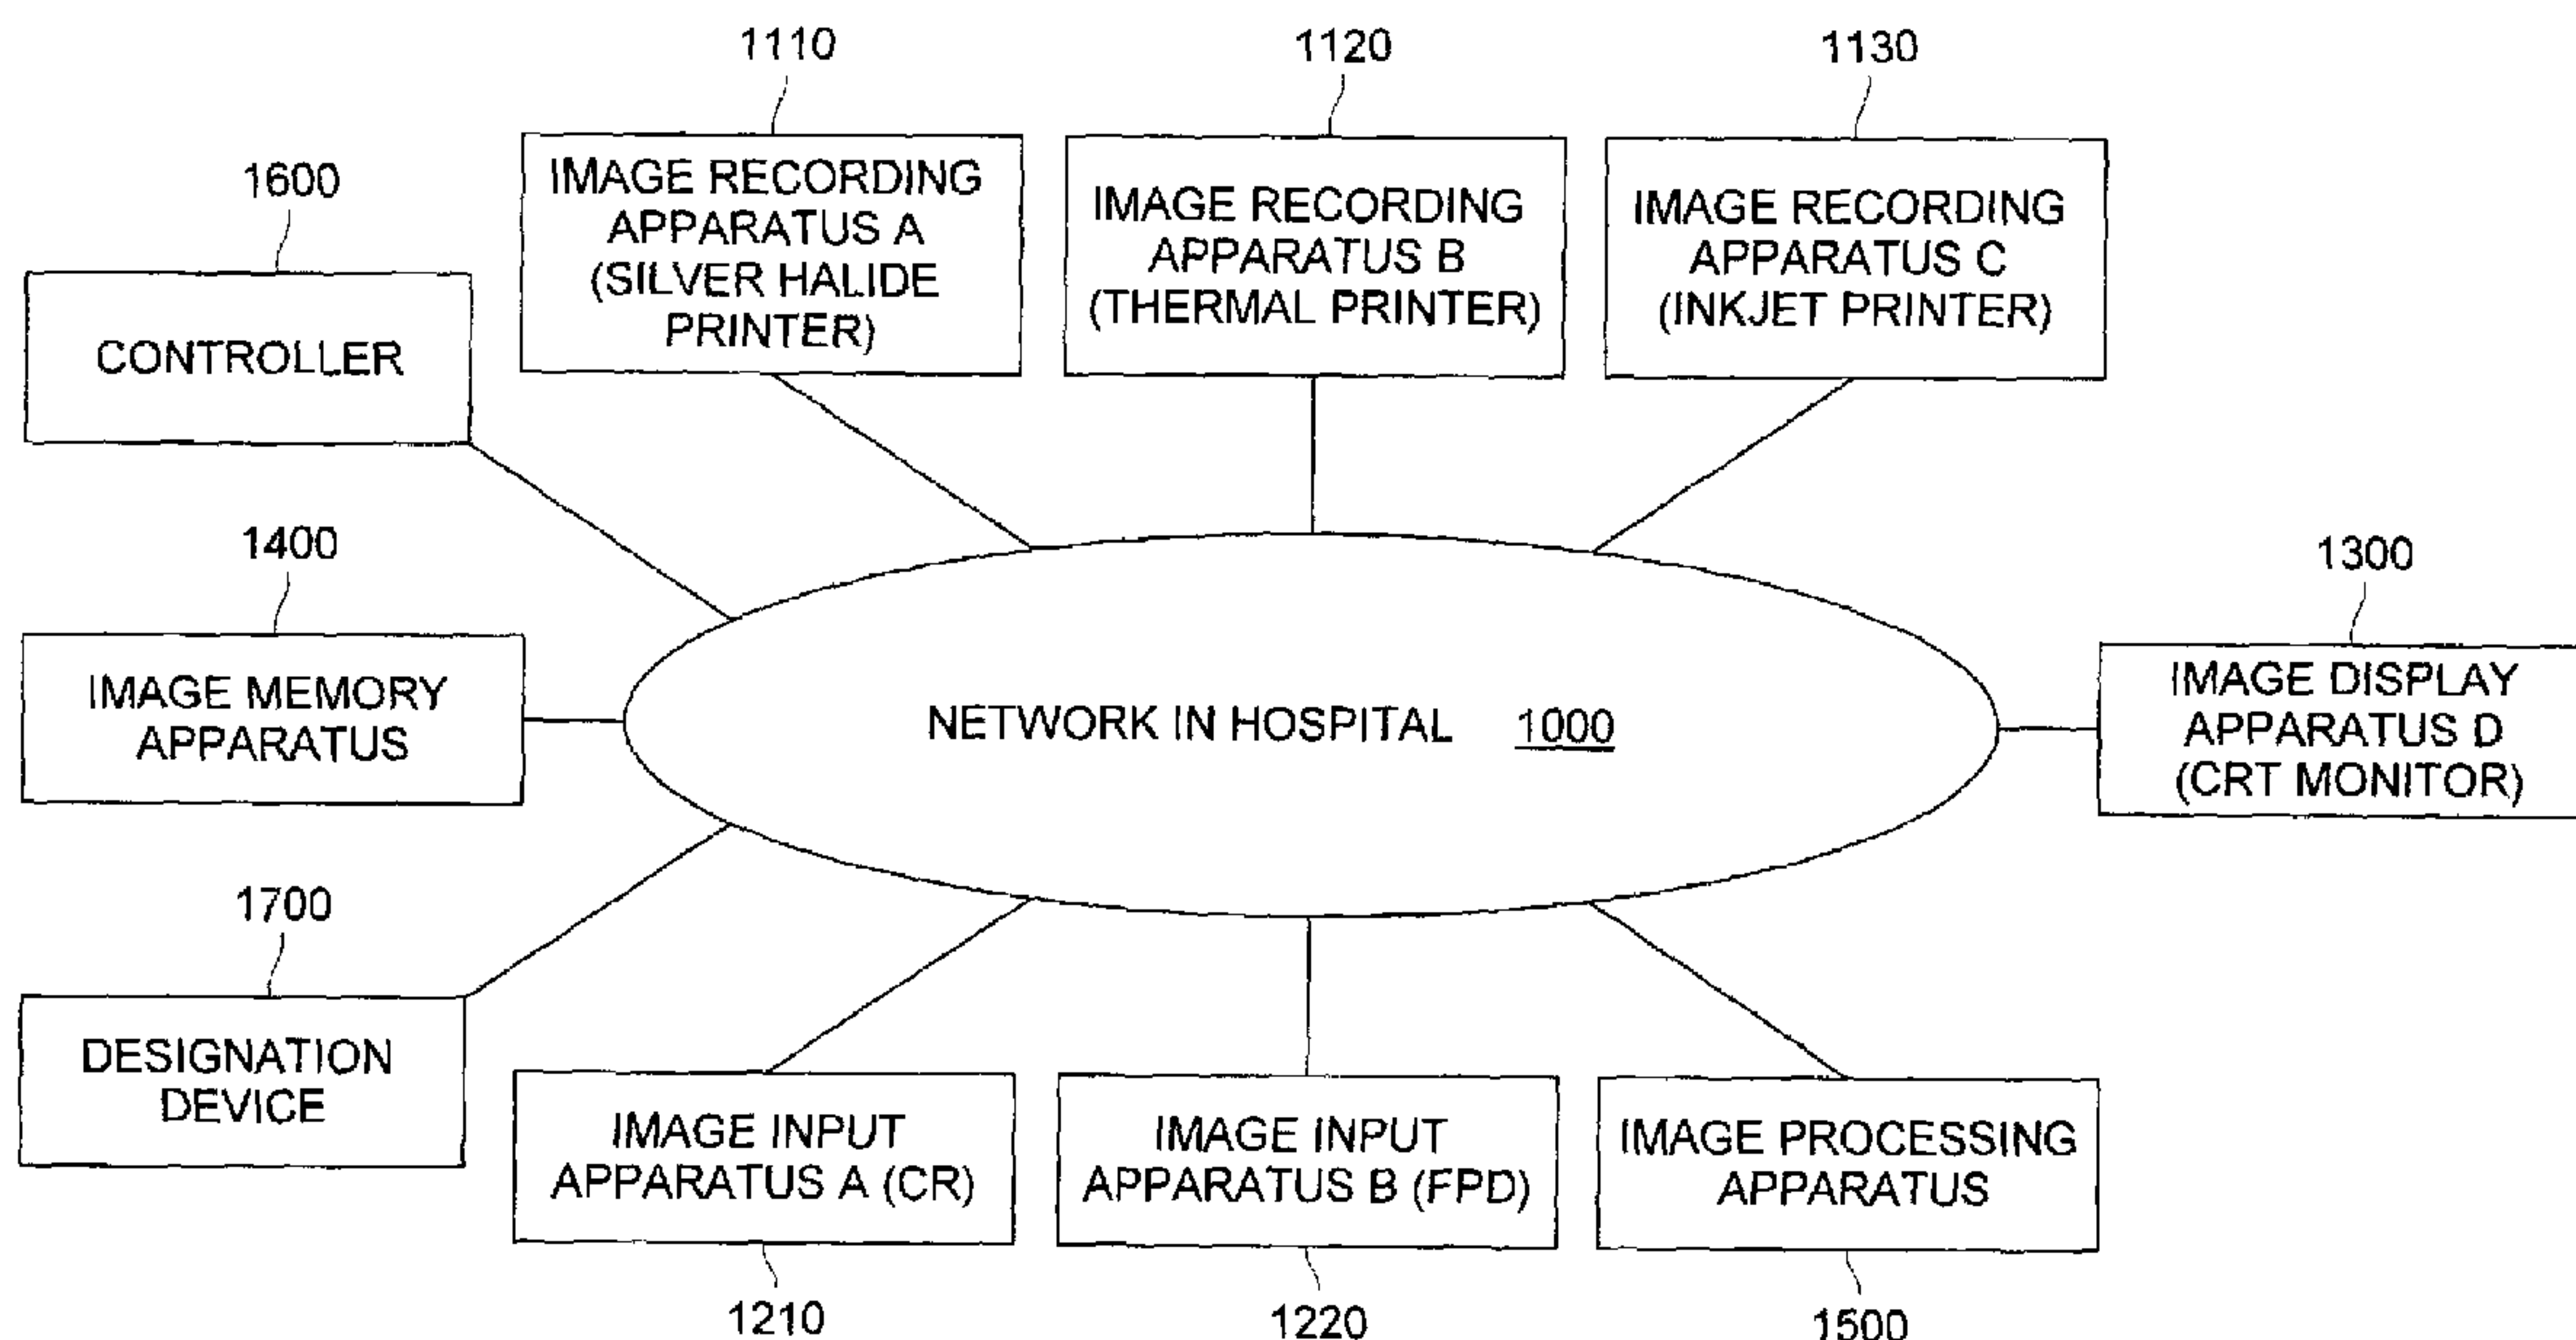 1110
1120
1130
1600
IMAGE RECORDING
APPARATUS A
(SILVER HALIDE
PRINTER)
IMAGE RECORDING
APPARATUS B
(THERMAL PRINTER)
IMAGE RECORDING
APPARATUS C
(INKJET PRINTER)
CONTROLLER
1400
1300
IMAGE MEMORY
APPARATUS
NETWORK IN HOSPITAL 1000
IMAGE DISPLAY
APPARATUS D
(CRT MONITOR)
1700
DESIGNATION
DEVICE
IMAGE INPUT
APPARATUS A (CR)
IMAGE INPUT
APPARATUS B (FPD)
IMAGE PROCESSING
APPARATUS
1210
1220
1500